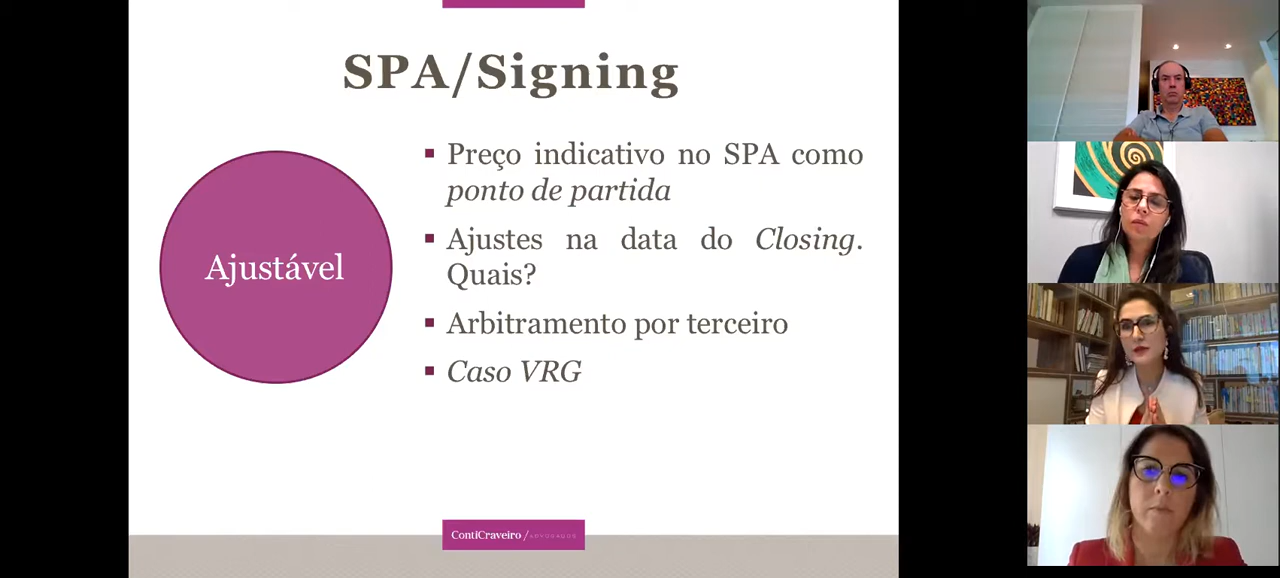 SPA/Signing
Ajustável
Preço indicativo no SPA como
ponto de partida
Ajustes na data do Closing.
Quais?
Arbitramento por terceiro
Caso VRG
ContiCraveiro / ADVOGADOS